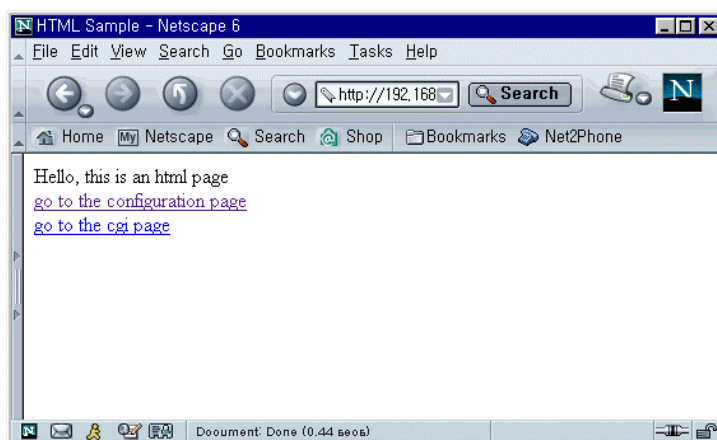 HTML Sample - Netscape 6
File Edit View Search Go Bookmarks Tasks Help
http://192,168 Search N
Home My Netscape Search Shop Bookmarks Net2Phone
Hello, this is an html page
go to the configuration page
go to the cgi page
N Document: Done (0.44 secs)